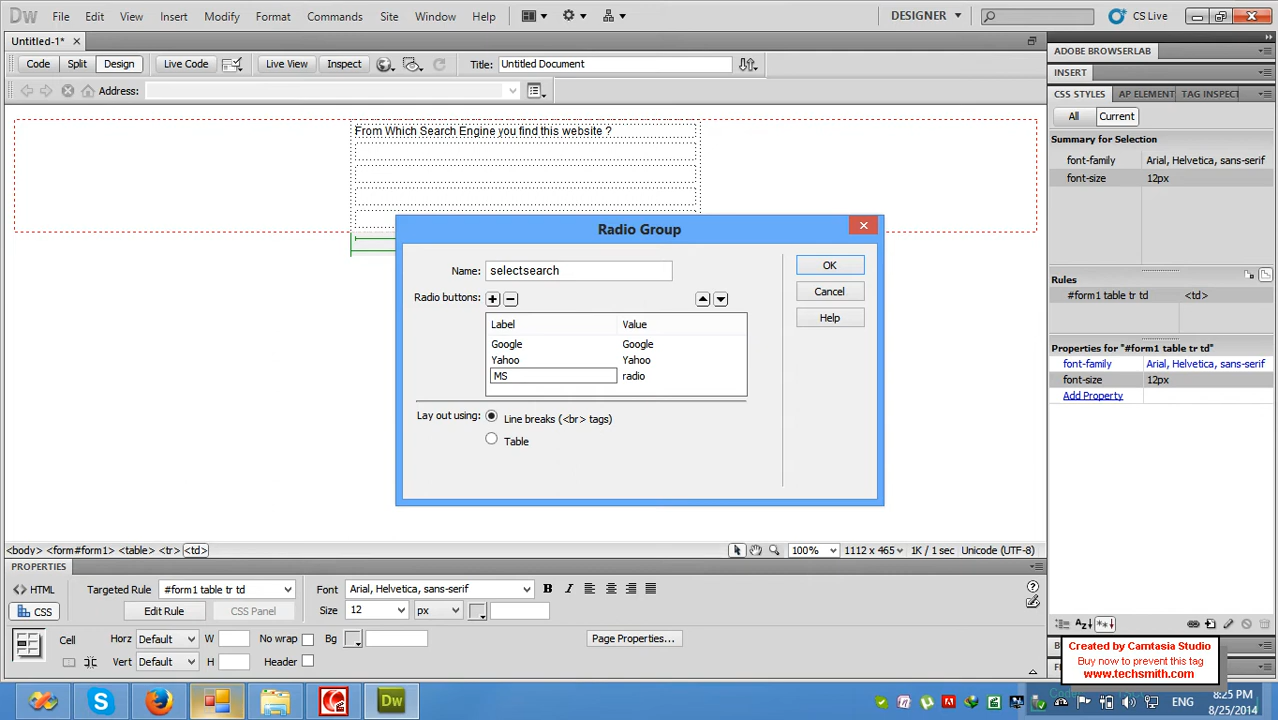 Dw File Edit View Insert Modify Format Commands Site Window Help DESIGNER CS Live
Untitled-1*
Code Split Design Live Code Live View Inspect Title: Untitled Document
Address:
ADOBE BROWSERLAB
INSERT
CSS STYLES AP ELEMENT TAG INSPECT
All Current
Summary for Selection
font-family Arial, Helvetica, sans-serif
font-size 12px
From Which Search Engine you find this website ?
Radio Group
Name: selectsearch
Radio buttons:
Label Value
Google Google
Yahoo Yahoo
MS radio
Lay out using: Line breaks (<br> tags)
Table
OK
Cancel
Help
Rules
#form1 table tr td <td>
Properties for "#form1 table tr td"
font-family Arial, Helvetica, sans-serif
font-size 12px
Add Property
<body> <form#form1> <table> <tr> <td> 100% 1112 x 465 1K / 1 sec Unicode (UTF-8)
PROPERTIES
<> HTML Targeted Rule #form1 table tr td Font Arial, Helvetica, sans-serif B I
CSS Edit Rule CSS Panel Size 12 px
Cell Horz Default W No wrap Bg Page Properties...
Vert Default H Header
Created by Camtasia Studio
Buy now to prevent this tag
www.techsmith.com
Dw ENG 8:25 PM
8/25/2014